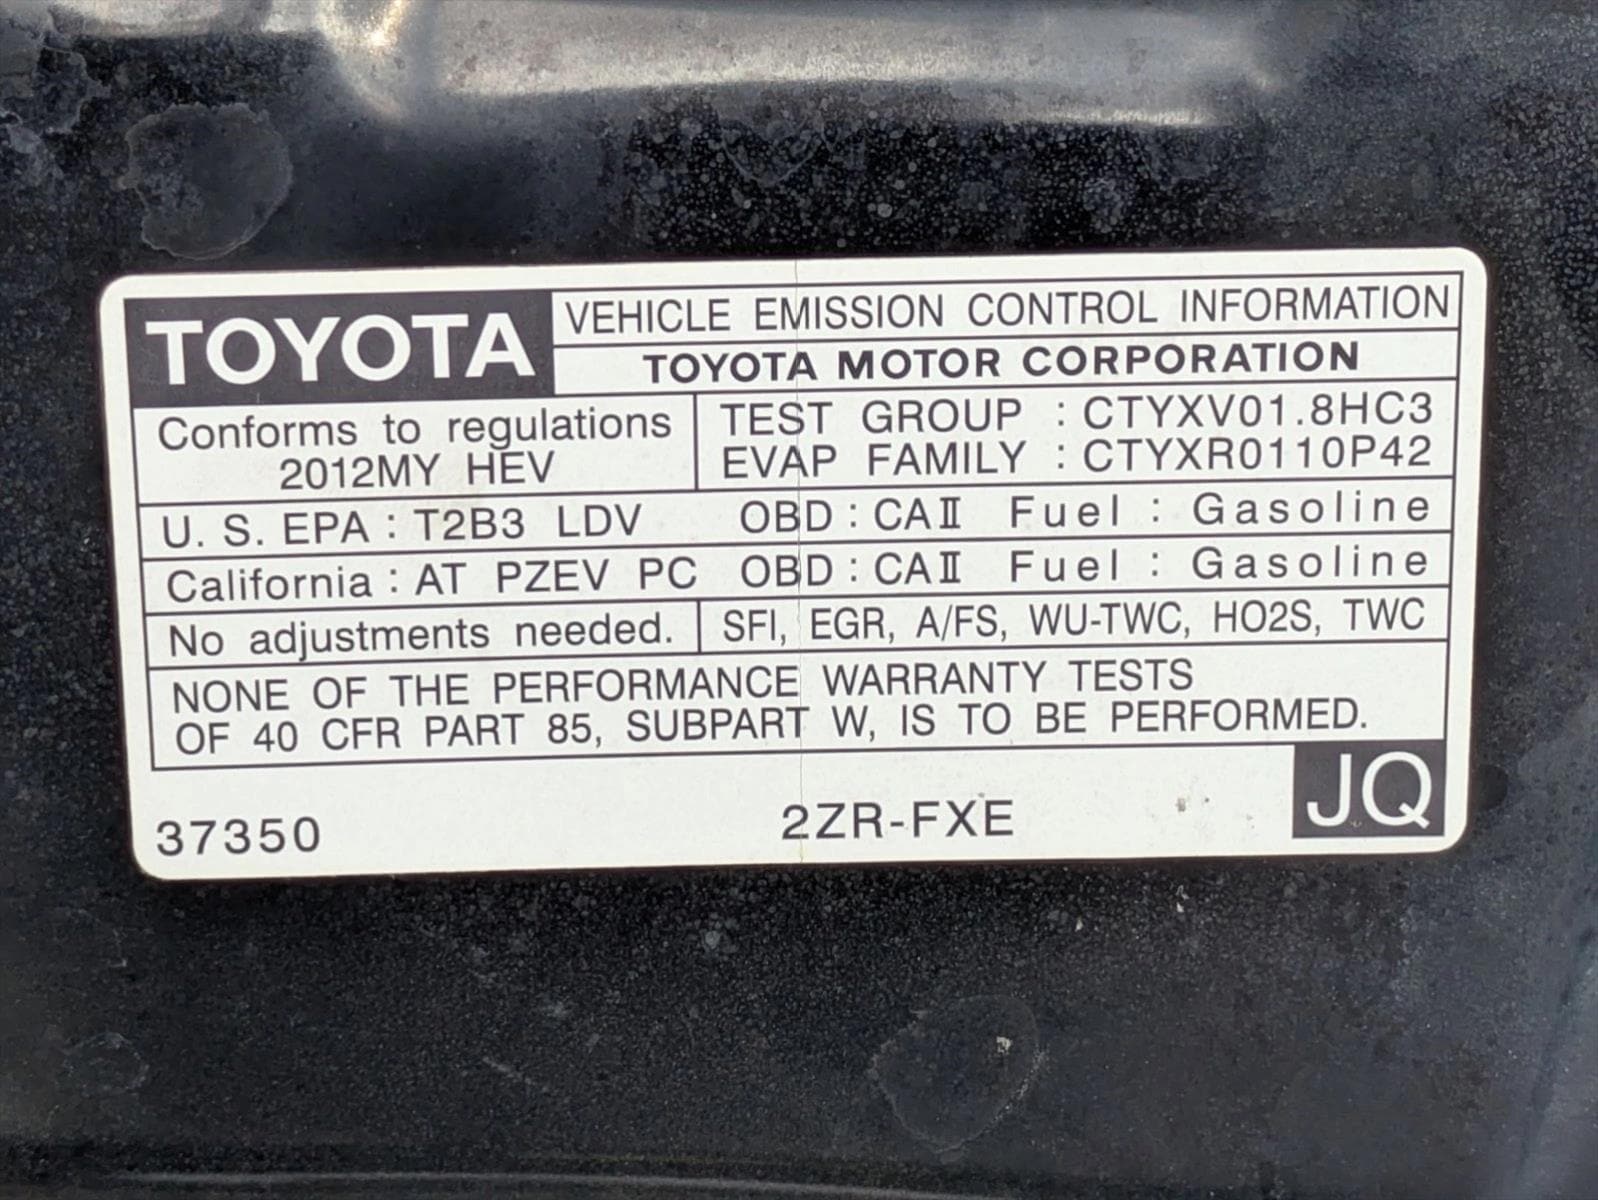 TOYOTA
VEHICLE EMISSION CONTROL INFORMATION
TOYOTA MOTOR CORPORATION
Conforms to regulations
2012MY HEV
TEST GROUP : CTYXV01.8HC3
EVAP FAMILY : CTYXR0110P42
U. S. EPA : T2B3 LDV OBD : CAⅡ Fuel : Gasoline
California : AT PZEV PC OBD : CAⅡ Fuel : Gasoline
No adjustments needed.
SFI, EGR, A/FS, WU-TWC, HO2S, TWC
NONE OF THE PERFORMANCE WARRANTY TESTS
OF 40 CFR PART 85, SUBPART W, IS TO BE PERFORMED.
37350 2ZR-FXE JQ